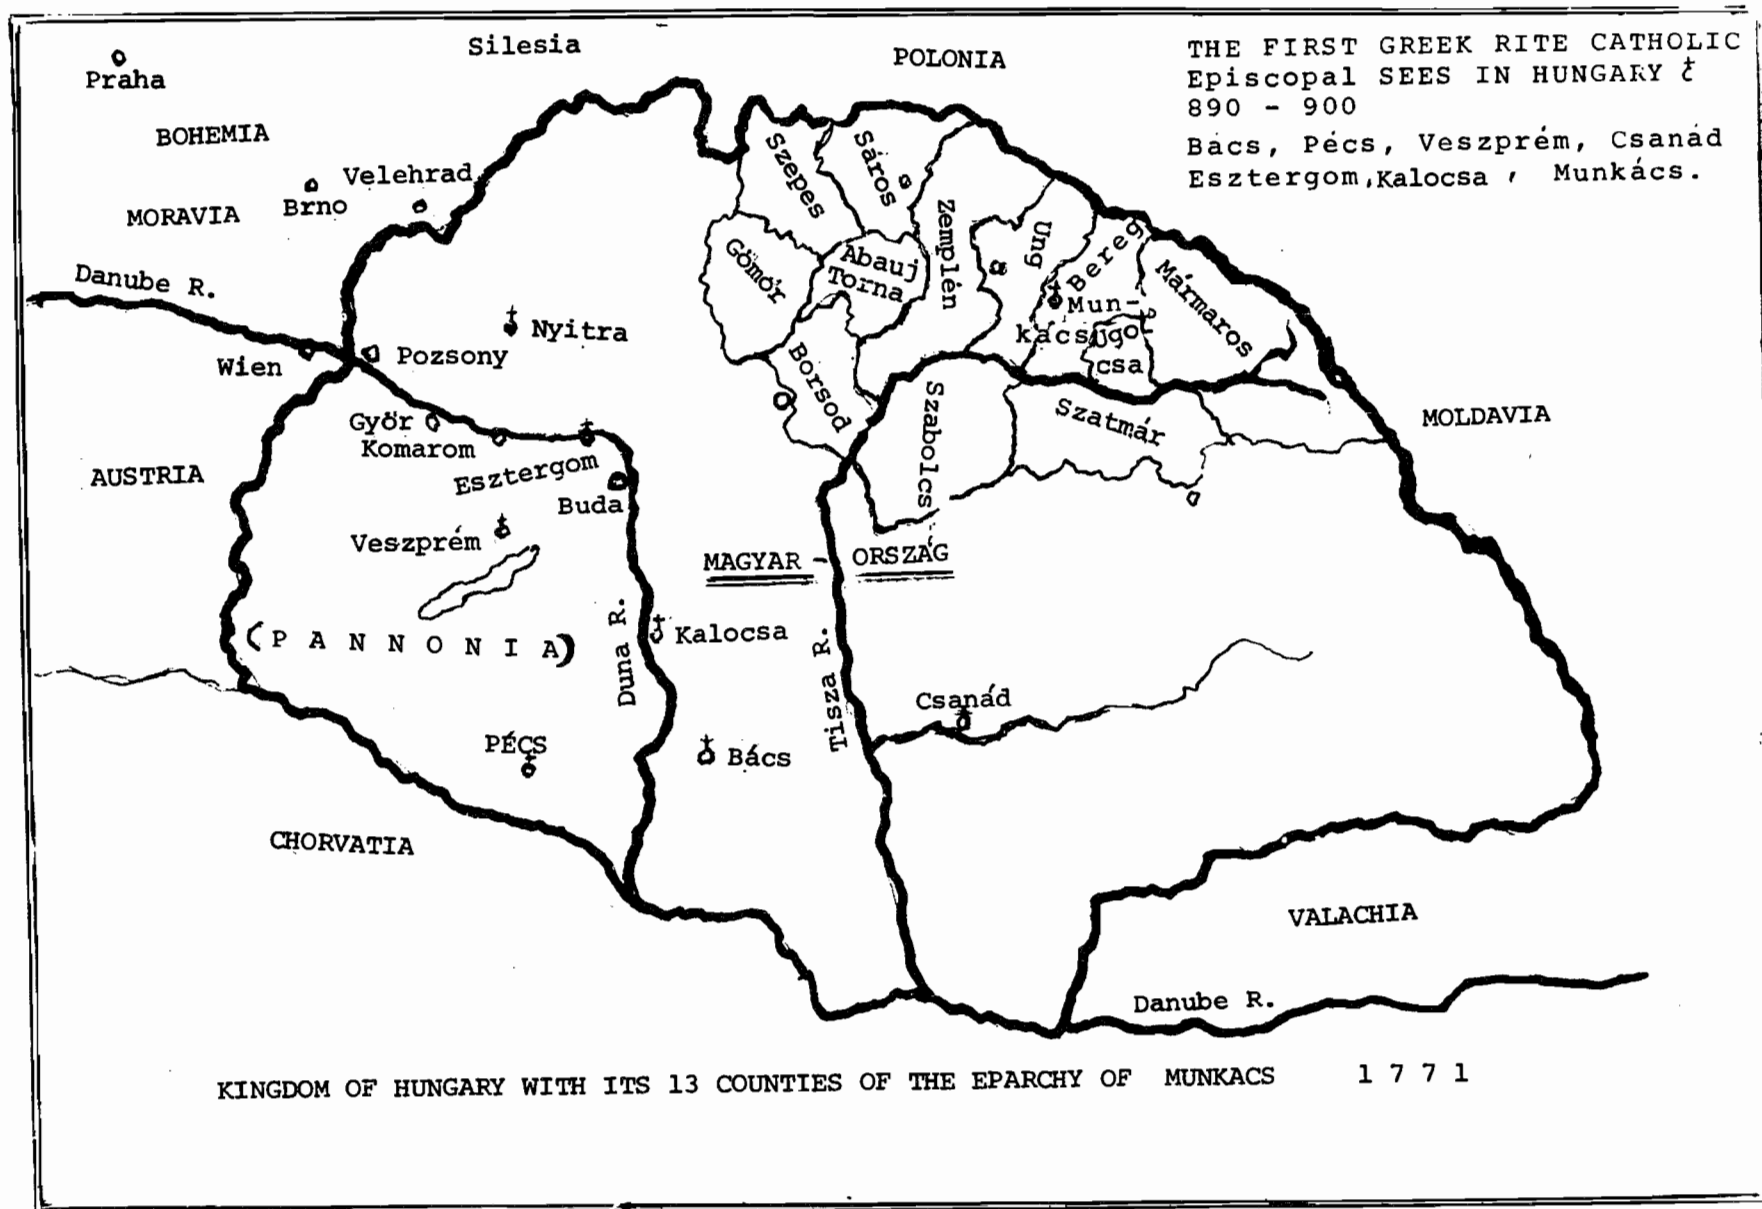 THE FIRST GREEK RITE CATHOLIC
Episcopal SEES IN HUNGARY
890 - 900
Bács, Pécs, Veszprém, Csanád
Esztergom, Kalocsa, Munkács.
Silesia
POLONIA
Praha
BOHEMIA
Velehrad
Brno
MORAVIA
Danube R.
Nyitra
Wien
Pozsony
Győr
Komarom
Esztergom
AUSTRIA
Buda
Veszprém
Szepes
Sáros
Zemplén
Ung
Bereg
Mármaros
Gömör
Abauj
Torna
Mun-
kács
Ugo
csa
Borsod
Szabolcs
Szatmár
MOLDAVIA
MAGYAR - ORSZÁG
(PANNONIA)
Duna R.
Kalocsa
Tisza R.
Csanád
PÉCS
Bács
CHORVATIA
VALACHIA
Danube R.
KINGDOM OF HUNGARY WITH ITS 13 COUNTIES OF THE EPARCHY OF MUNKACS 1771